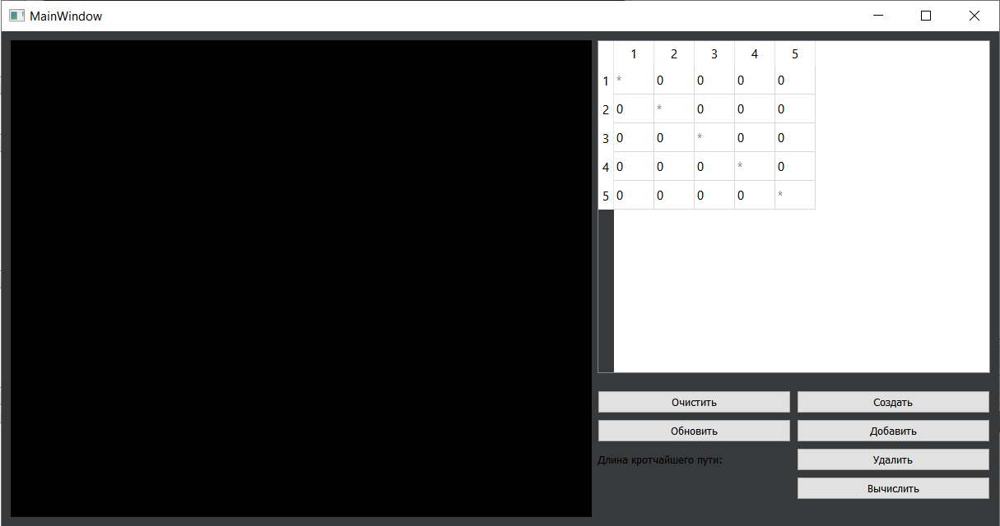 MainWindow
1 2 3 4 5
1 * 0 0 0 0
2 0 * 0 0 0
3 0 0 * 0 0
4 0 0 0 * 0
5 0 0 0 0 *
Очистить Создать
Обновить Добавить
Длина кротчайшего пути: Удалить
Вычислить